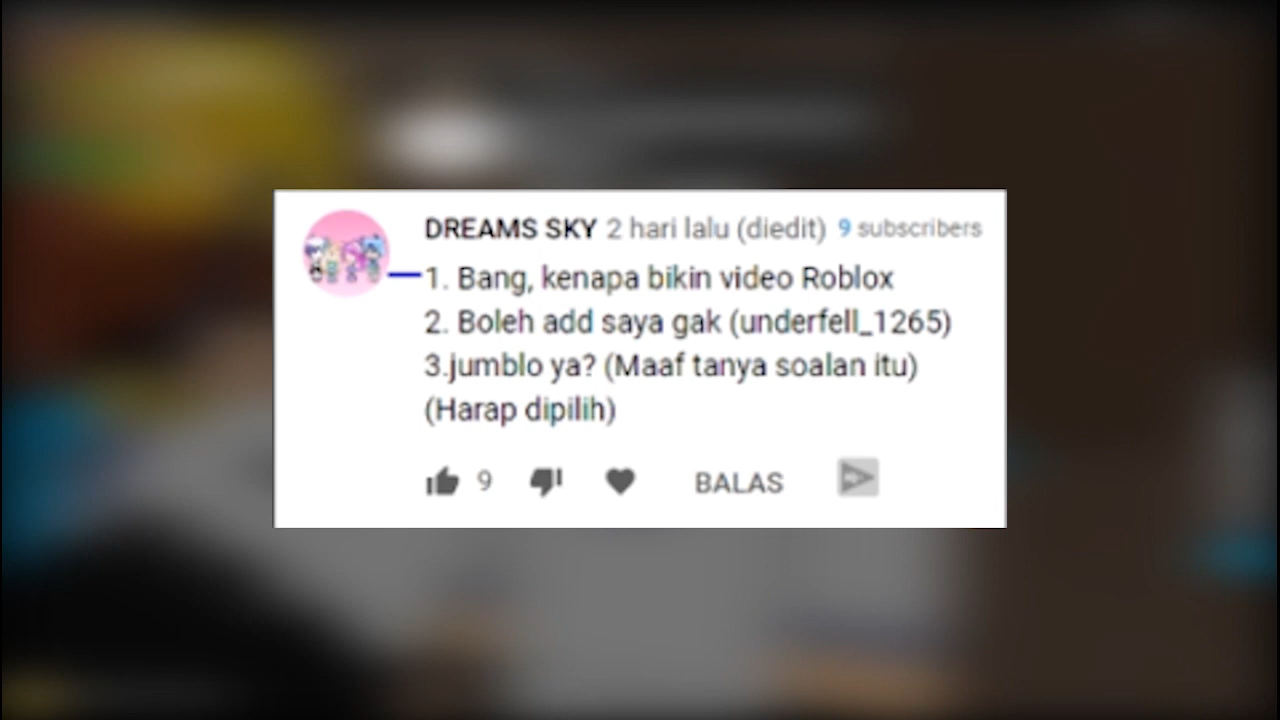 DREAMS SKY 2 hari lalu (diedit) 9 subscribers
1. Bang, kenapa bikin video Roblox
2. Boleh add saya gak (underfell_1265)
3.jumblo ya? (Maaf tanya soalan itu)
(Harap dipilih)
9 BALAS